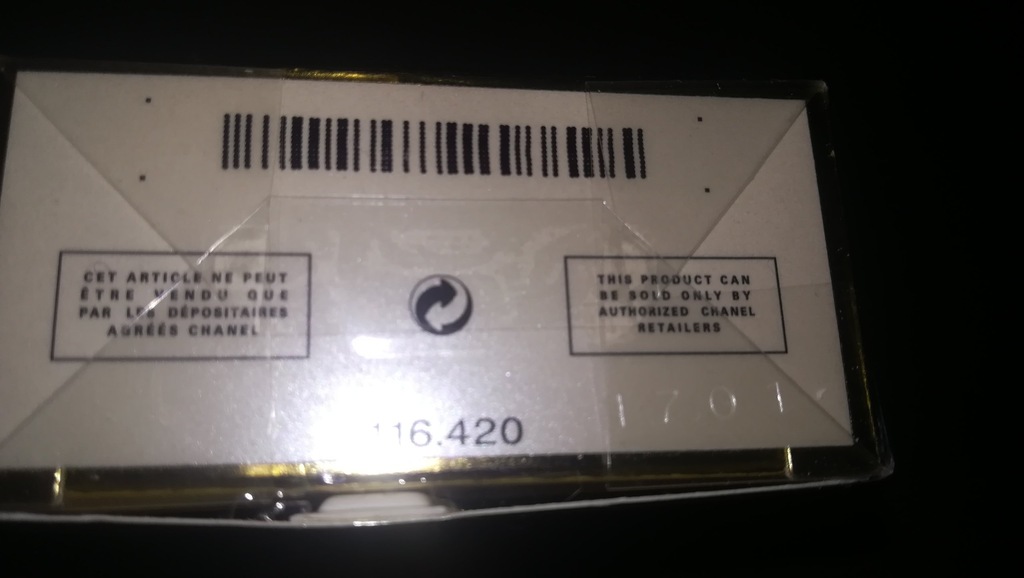 CET ARTICLE NE PEUT
ÊTRE VENDU QUE
PAR LES DÉPOSITAIRES
AGRÉÉS CHANEL
THIS PRODUCT CAN
BE SOLD ONLY BY
AUTHORIZED CHANEL
RETAILERS
1701
116.420